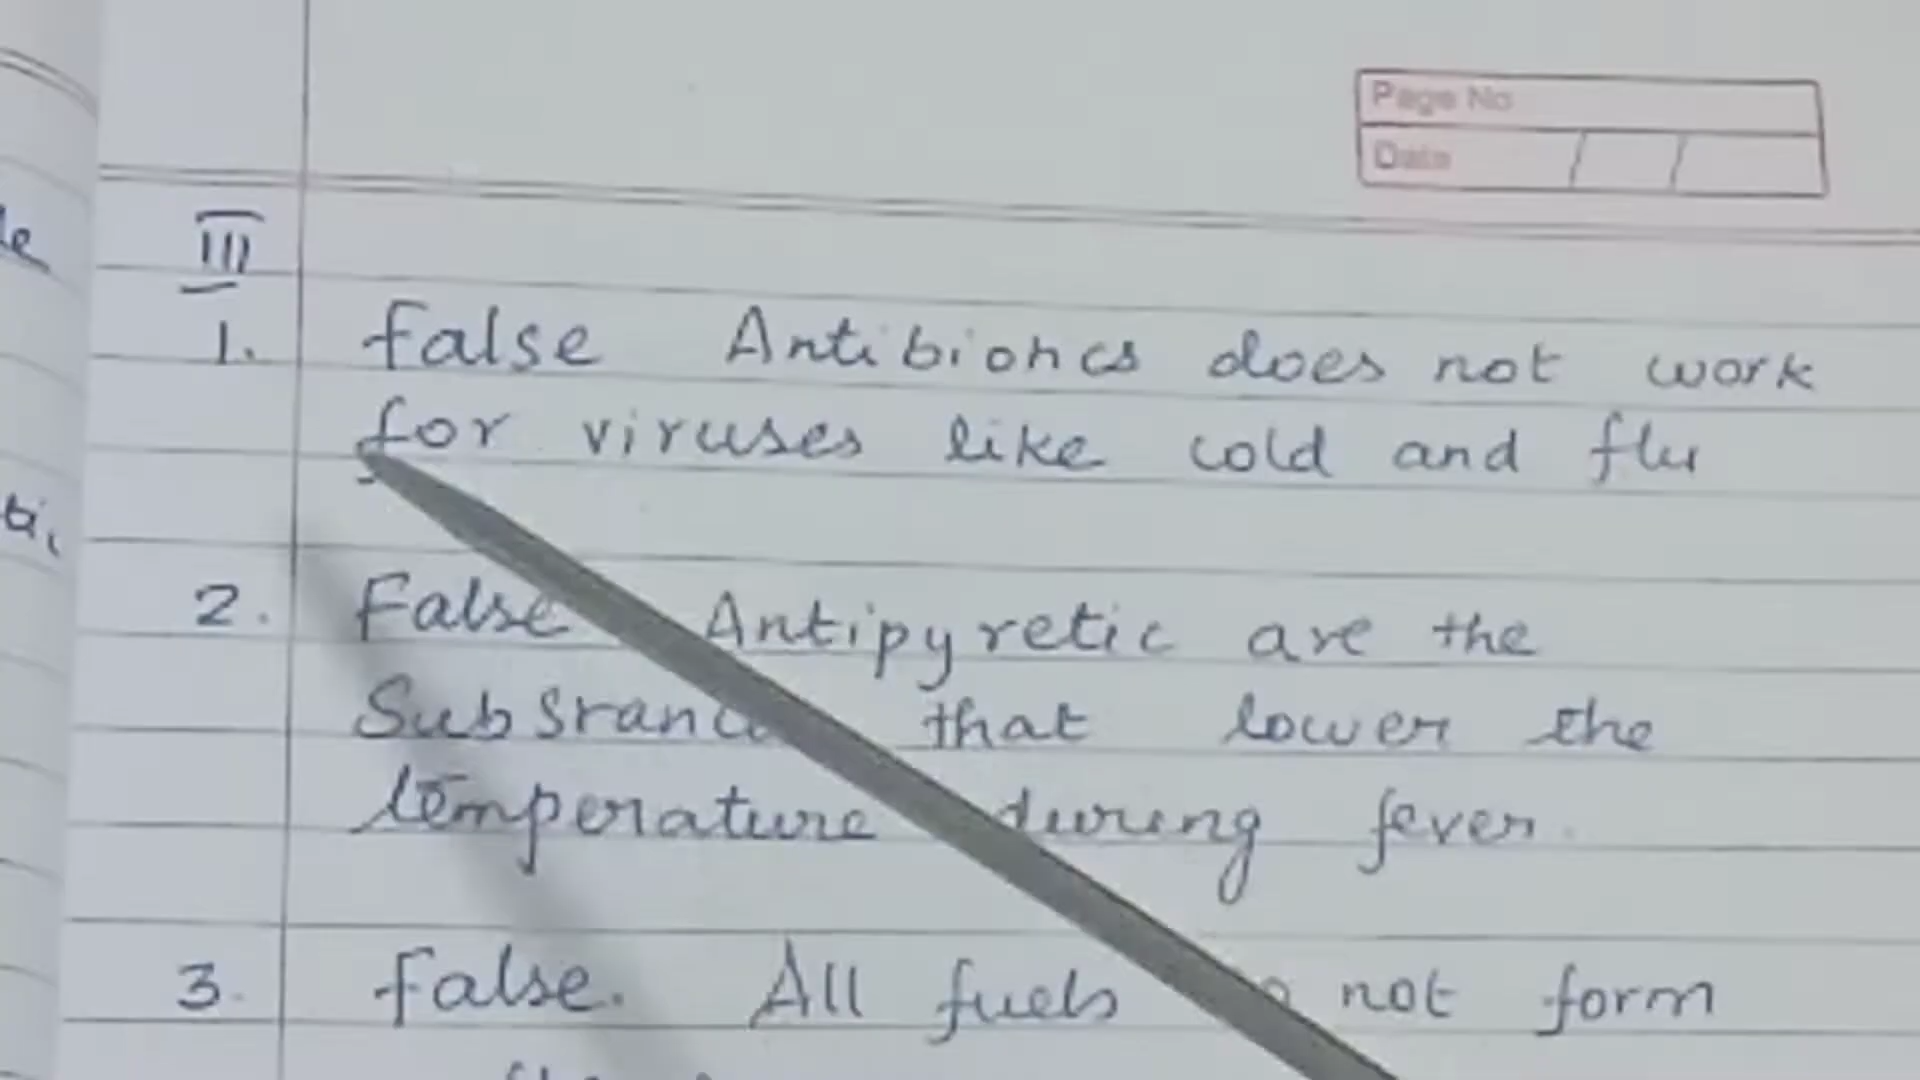 Page No
Date
le
III
1. false Antibiotics does not work
for viruses like cold and flu
2. False Antipyretic are the
that lower the
temperature during fever.
3. false. All fuels not form